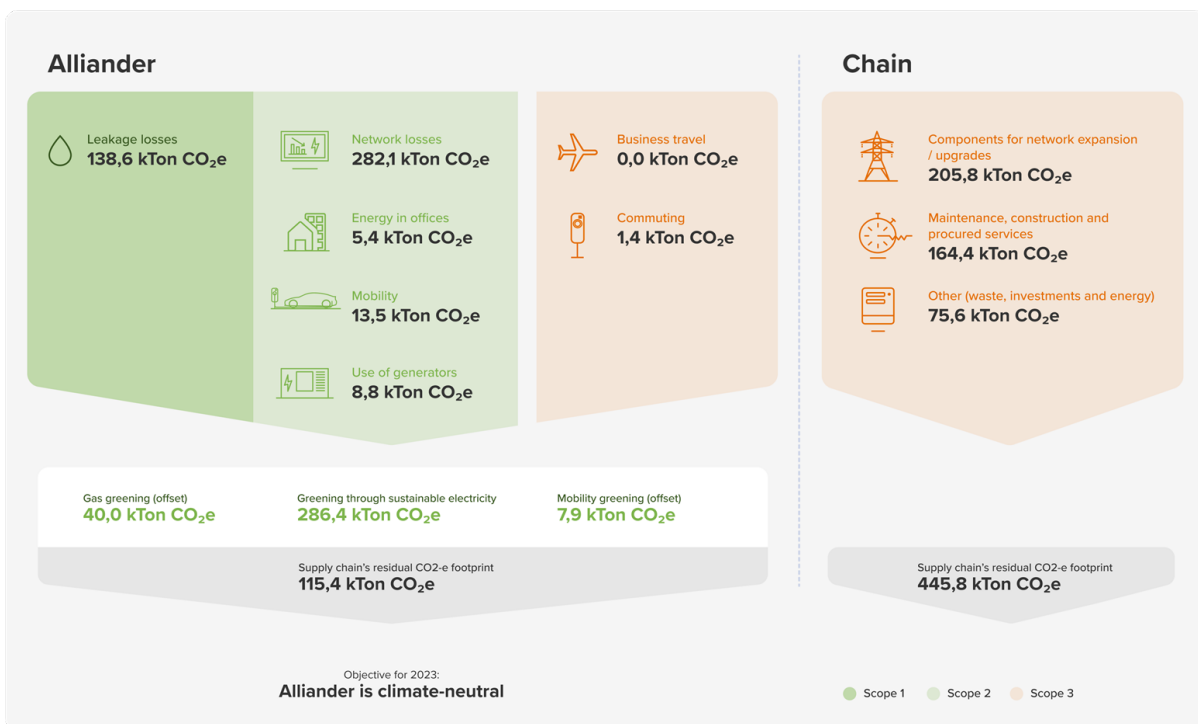 Alliander
Leakage losses
138,6 kTon CO₂e
Network losses
282,1 kTon CO₂e
Energy in offices
5,4 kTon CO₂e
Mobility
13,5 kTon CO₂e
Use of generators
8,8 kTon CO₂e
Business travel
0,0 kTon CO₂e
Commuting
1,4 kTon CO₂e
Gas greening (offset)
40,0 kTon CO₂e
Greening through sustainable electricity
286,4 kTon CO₂e
Mobility greening (offset)
7,9 kTon CO₂e
Supply chain's residual CO2-e footprint
115,4 kTon CO₂e
Objective for 2023:
Alliander is climate-neutral
Chain
Components for network expansion
/ upgrades
205,8 kTon CO₂e
Maintenance, construction and
procured services
164,4 kTon CO₂e
Other (waste, investments and energy)
75,6 kTon CO₂e
Supply chain's residual CO2-e footprint
445,8 kTon CO₂e
Scope 1
Scope 2
Scope 3